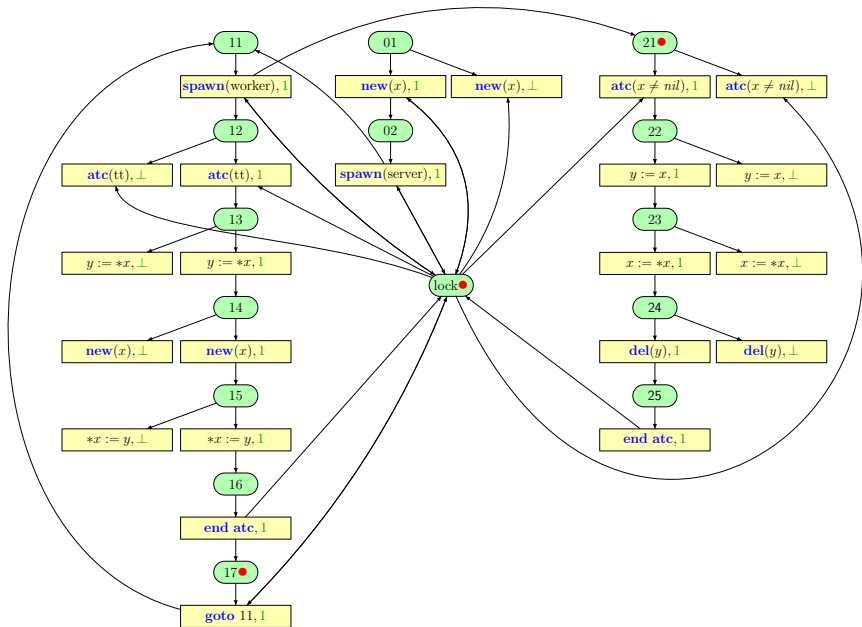 11
01
21
spawn(worker), 1
new(x), 1
new(x), ⊥
atc(x ≠ nil), 1
atc(x ≠ nil), ⊥
12
02
22
atc(tt), ⊥
atc(tt), 1
spawn(server), 1
y := x, 1
y := x, ⊥
13
23
y := *x, ⊥
y := *x, 1
x := *x, 1
x := *x, ⊥
lock
14
24
new(x), ⊥
new(x), 1
del(y), 1
del(y), ⊥
15
25
*x := y, ⊥
*x := y, 1
end atc, 1
16
end atc, 1
17
goto 11, 1